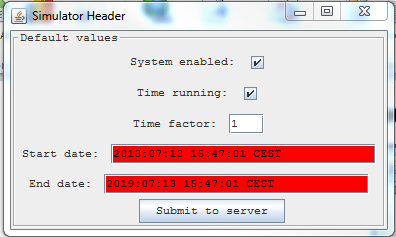 Simulator Header
Default values
System enabled:
Time running:
Time factor: 1
Start date: 2013:07:13 15:47:01 CEST
End date: 2019:07:13 15:47:01 CEST
Submit to server